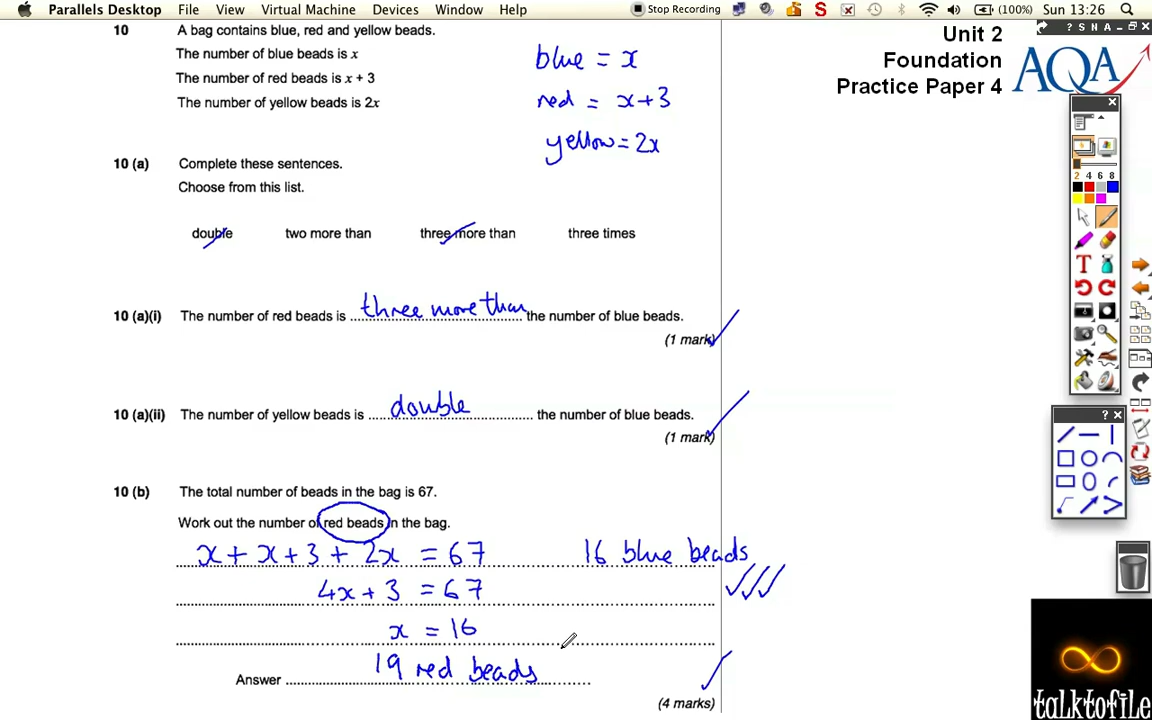 Parallels Desktop File View Virtual Machine Devices Window Help Stop Recording (100%) Sun 13:26
Unit 2
Foundation
Practice Paper 4
AQA
10 A bag contains blue, red and yellow beads.
The number of blue beads is x
The number of red beads is x + 3
The number of yellow beads is 2x
blue = x
red = x+3
yellow = 2x
10 (a) Complete these sentences.
Choose from this list.
double two more than three more than three times
10 (a)(i) The number of red beads is three more than the number of blue beads.
(1 mark)
10 (a)(ii) The number of yellow beads is double the number of blue beads.
(1 mark)
10 (b) The total number of beads in the bag is 67.
Work out the number of red beads in the bag.
x + x + 3 + 2x = 67 16 blue beads
4x + 3 = 67
x = 16
Answer 19 red beads
(4 marks)
? S N A
2 4 6 8
T
?
talktofile